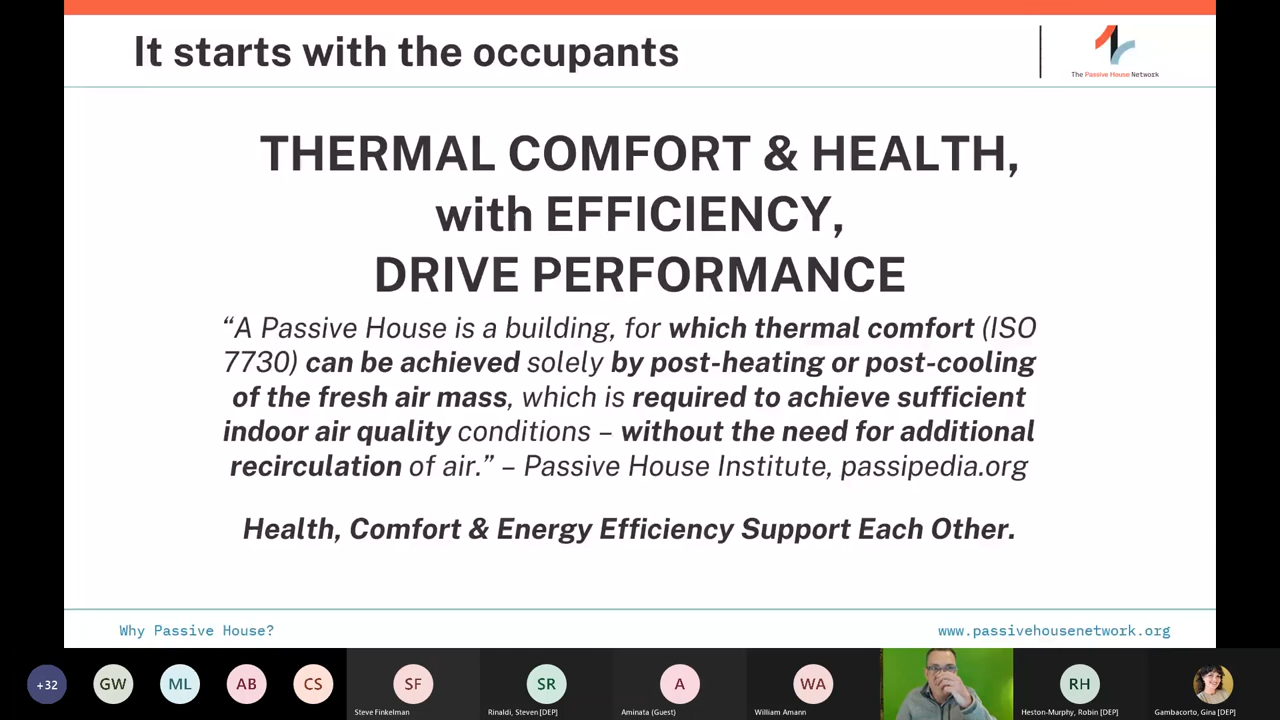 It starts with the occupants
The Passive House Network
THERMAL COMFORT & HEALTH,
with EFFICIENCY,
DRIVE PERFORMANCE
“A Passive House is a building, for which thermal comfort (ISO
7730) can be achieved solely by post-heating or post-cooling
of the fresh air mass, which is required to achieve sufficient
indoor air quality conditions – without the need for additional
recirculation of air.” – Passive House Institute, passipedia.org
Health, Comfort & Energy Efficiency Support Each Other.
Why Passive House?
www.passivehousenetwork.org
+32
GW
ML
AB
CS
SF
SR
A
WA
RH
Steve Finkelman
Rinaldi, Steven [DEP]
Aminata (Guest)
William Amann
Heston-Murphy, Robin [DEP]
Gambacorto, Gina [DEP]